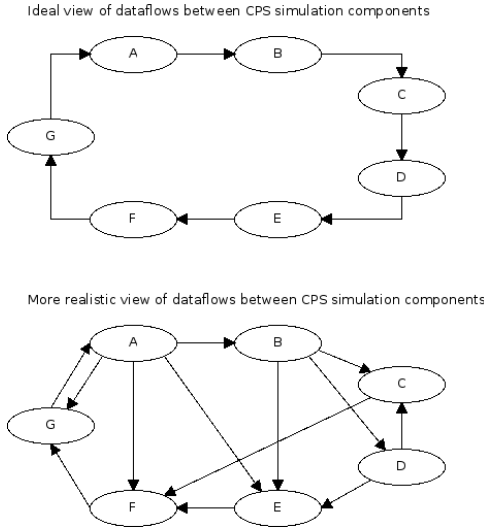 Ideal view of dataflows between CPS simulation components
A
B
C
G
D
F
E
More realistic view of dataflows between CPS simulation components
A
B
C
G
D
F
E